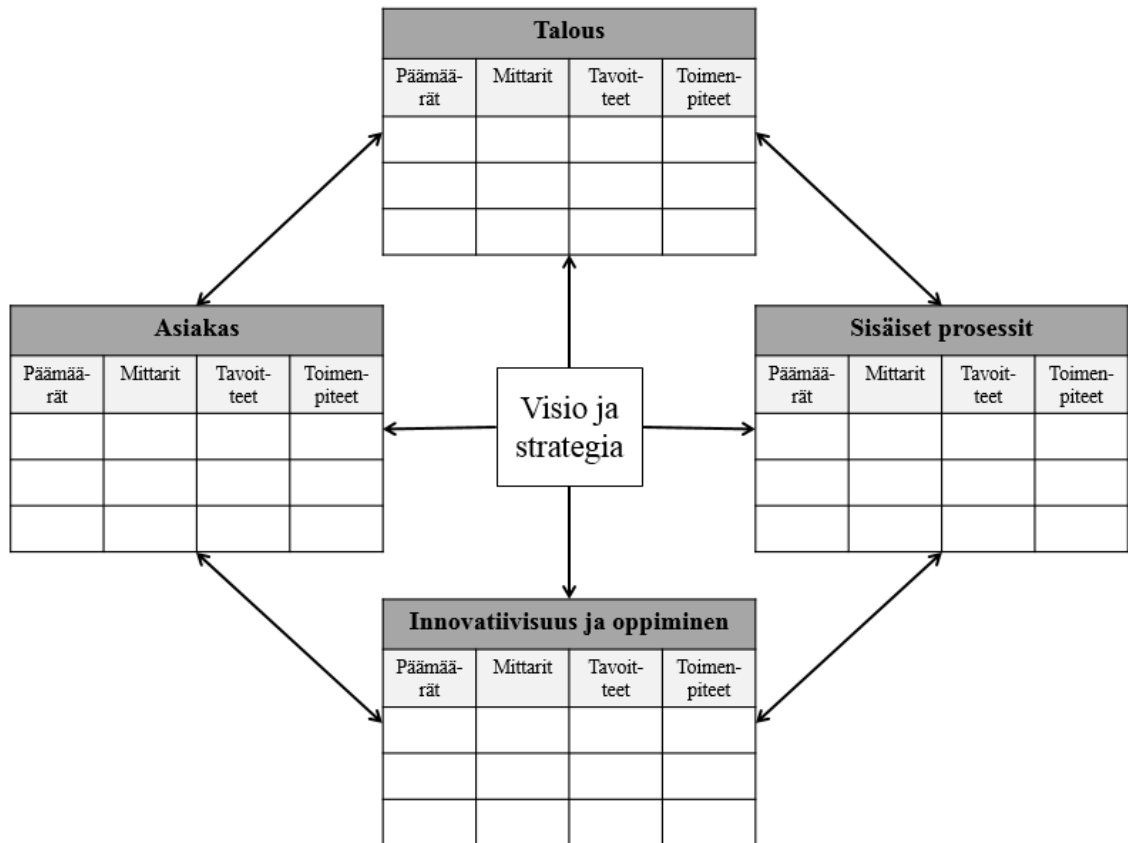 Talous
Päämää-
rät
Mittarit
Tavoit-
teet
Toimen-
piteet
Asiakas
Päämää-
rät
Mittarit
Tavoit-
teet
Toimen-
piteet
Visio ja
strategia
Sisäiset prosessit
Päämää-
rät
Mittarit
Tavoit-
teet
Toimen-
piteet
Innovatiivisuus ja oppiminen
Päämää-
rät
Mittarit
Tavoit-
teet
Toimen-
piteet